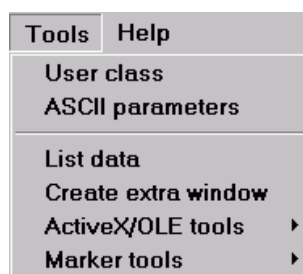 Tools Help
User class
ASCII parameters
List data
Create extra window
ActiveX/OLE tools
Marker tools